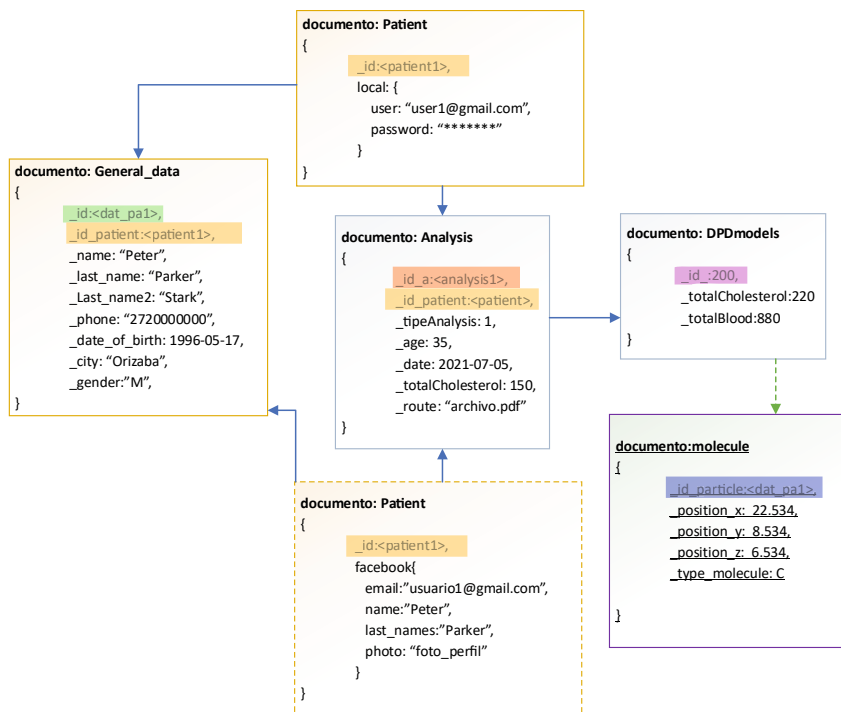 documento: Patient
{
_id:<patient1>,
local: {
user: “user1@gmail.com”,
password: “*******”
}
}
documento: General_data
{
_id:<dat_pa1>,
_id_patient:<patient1>,
_name: “Peter”,
_last_name: “Parker”,
_Last_name2: “Stark”,
_phone: “2720000000”,
_date_of_birth: 1996-05-17,
_city: “Orizaba”,
_gender:”M”,
}
documento: Analysis
{
_id_a:<analysis1>,
_id_patient:<patient>,
_tipeAnalysis: 1,
_age: 35,
_date: 2021-07-05,
_totalCholesterol: 150,
_route: “archivo.pdf”
}
documento: DPDmodels
{
_id_:200,
_totalCholesterol:220
_totalBlood:880
}
documento:molecule
{
_id_particle:<dat_pa1>,
_position_x: 22.534,
_position_y: 8.534,
_position_z: 6.534,
_type_molecule: C
}
documento: Patient
{
_id:<patient1>,
facebook{
email:”usuario1@gmail.com”,
name:”Peter”,
last_names:”Parker”,
photo: “foto_perfil”
}
}